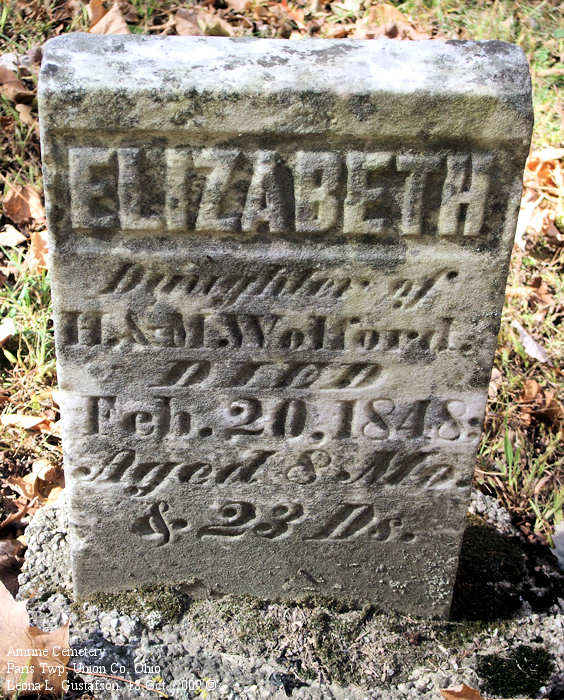 ELIZABETH
Daughter of
H. & M. Wolford.
DIED
Feb. 20, 1848:
Aged 8 Mo.
& 23 Ds.
Amrine Cemetery
Paris Twp, Union Co, Ohio
Leona L. Gustafson, 13 Oct 2009 ©